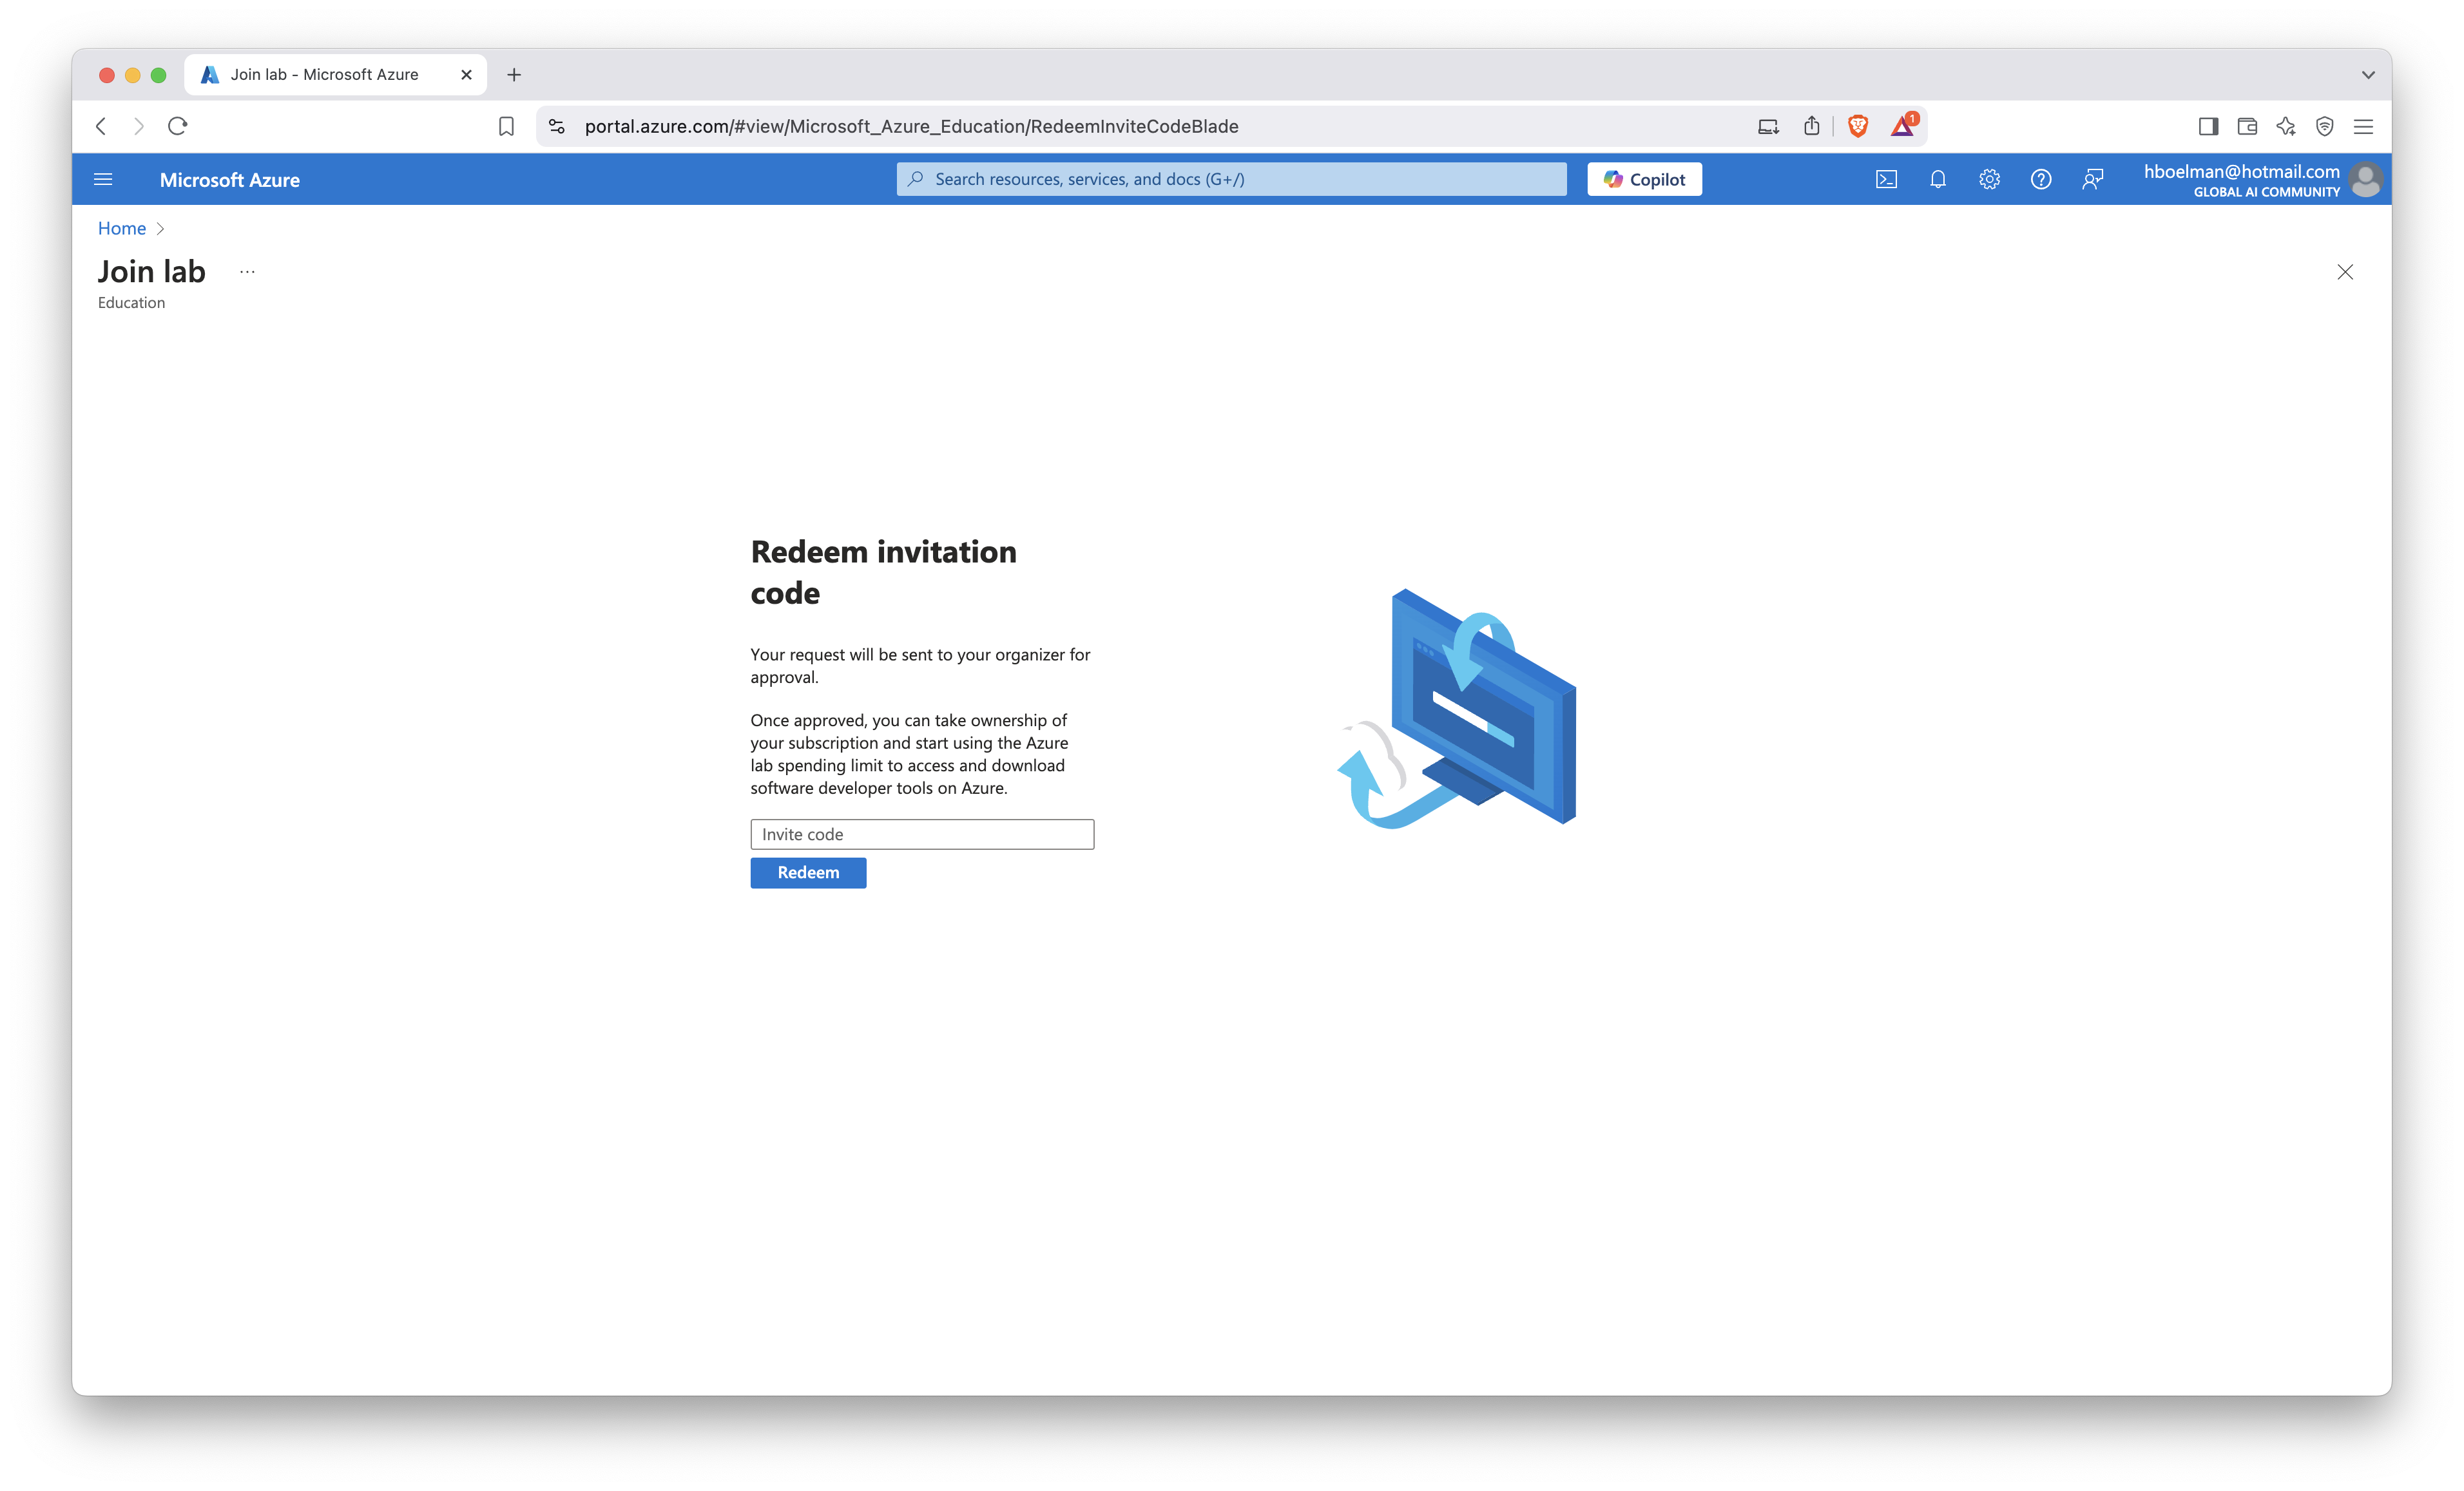 Join lab - Microsoft Azure
portal.azure.com/#view/Microsoft_Azure_Education/RedeemInviteCodeBlade
1
Microsoft Azure
Search resources, services, and docs (G+/)
Copilot
hboelman@hotmail.com
GLOBAL AI COMMUNITY
Home
Join lab
...
Education
Redeem invitation
code
Your request will be sent to your organizer for
approval.
Once approved, you can take ownership of
your subscription and start using the Azure
lab spending limit to access and download
software developer tools on Azure.
Invite code
Redeem